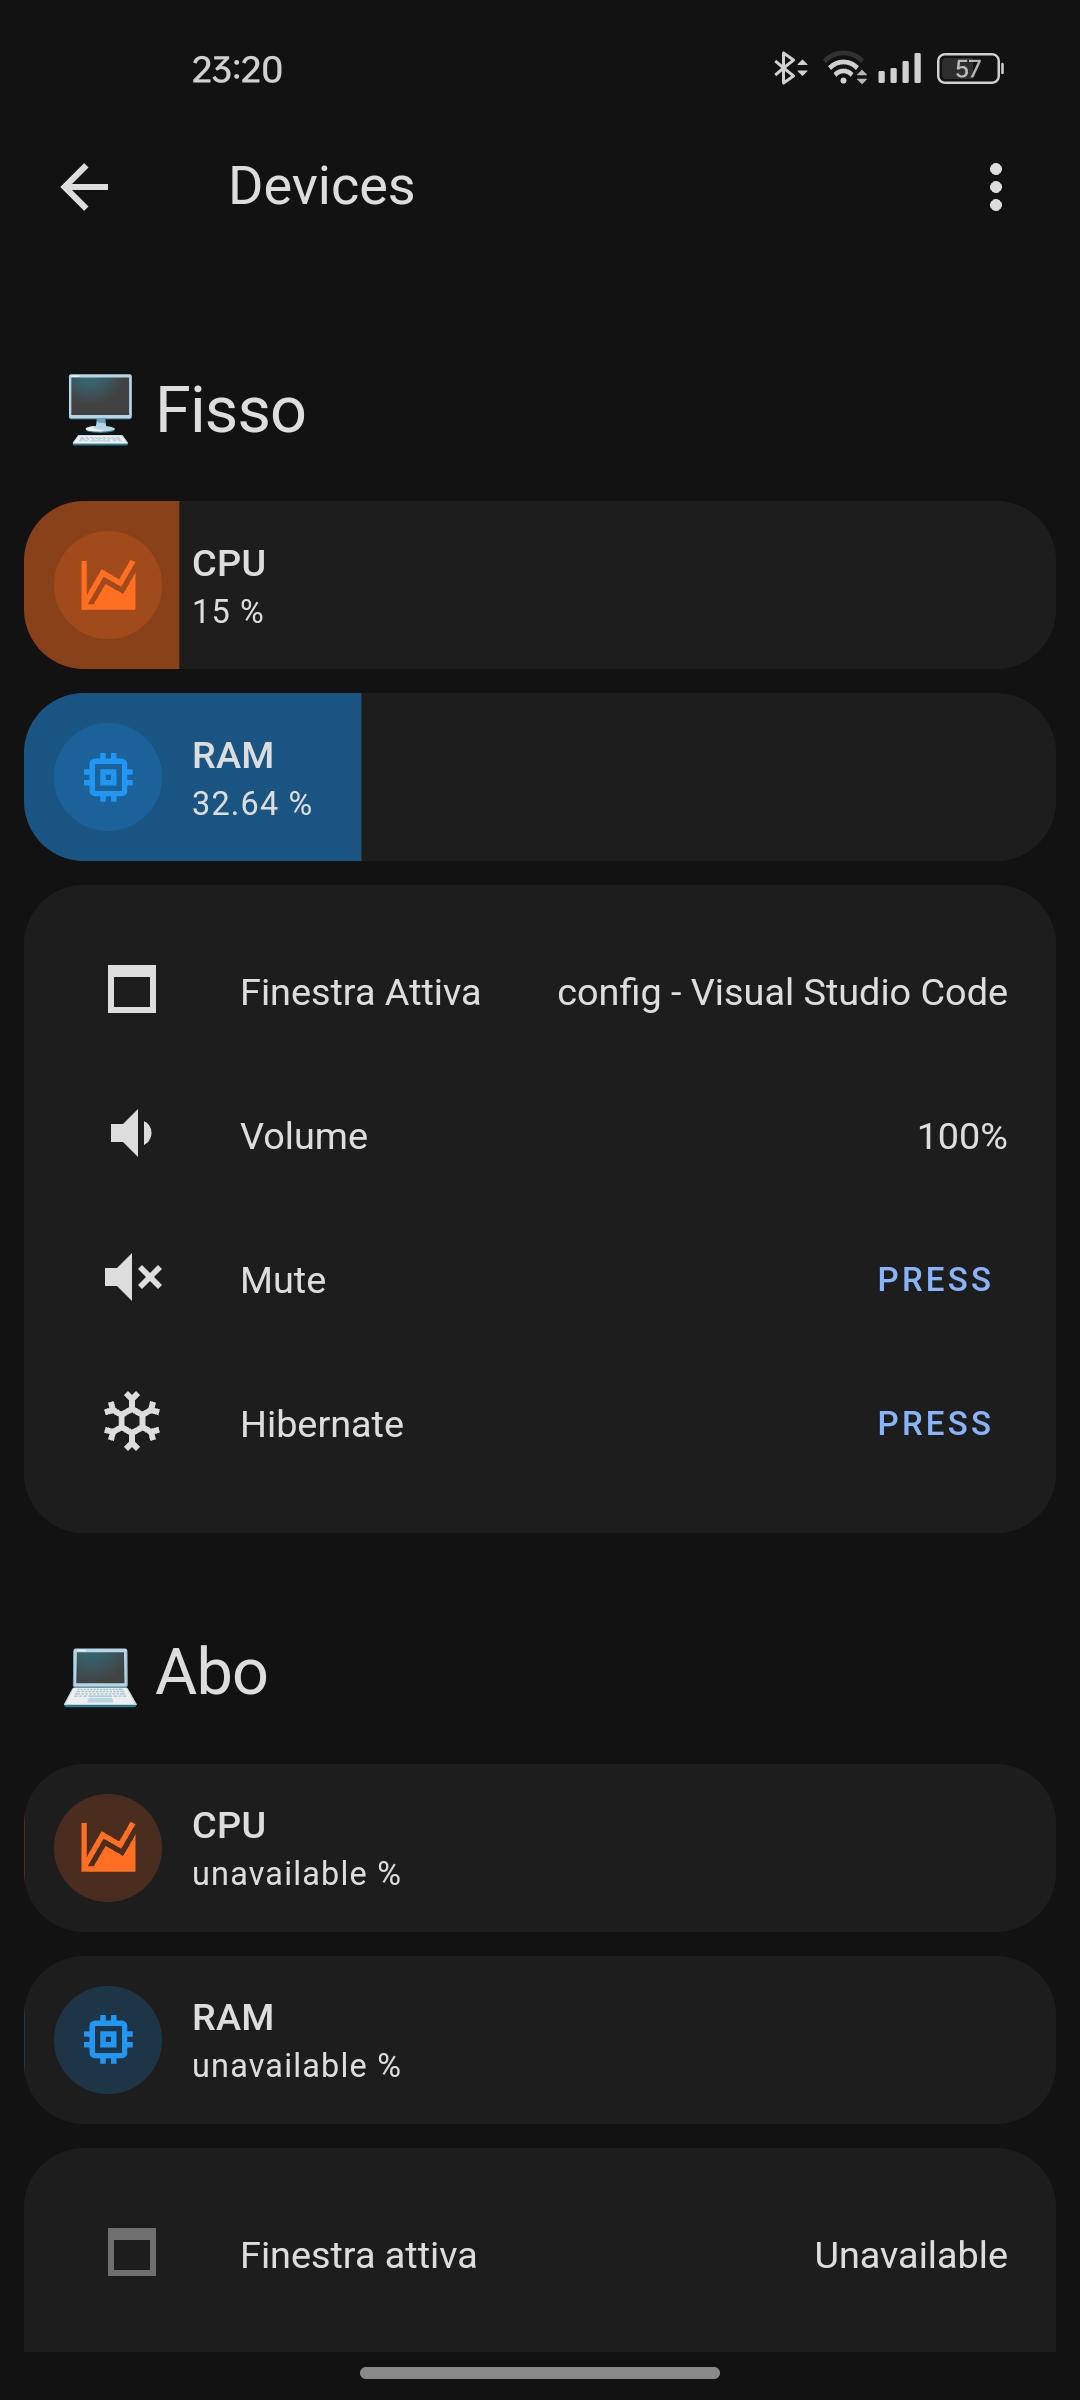 23:20
57
Devices
Fisso
CPU
15 %
RAM
32.64 %
Finestra Attiva config - Visual Studio Code
Volume 100%
Mute PRESS
Hibernate PRESS
Abo
CPU
unavailable %
RAM
unavailable %
Finestra attiva Unavailable